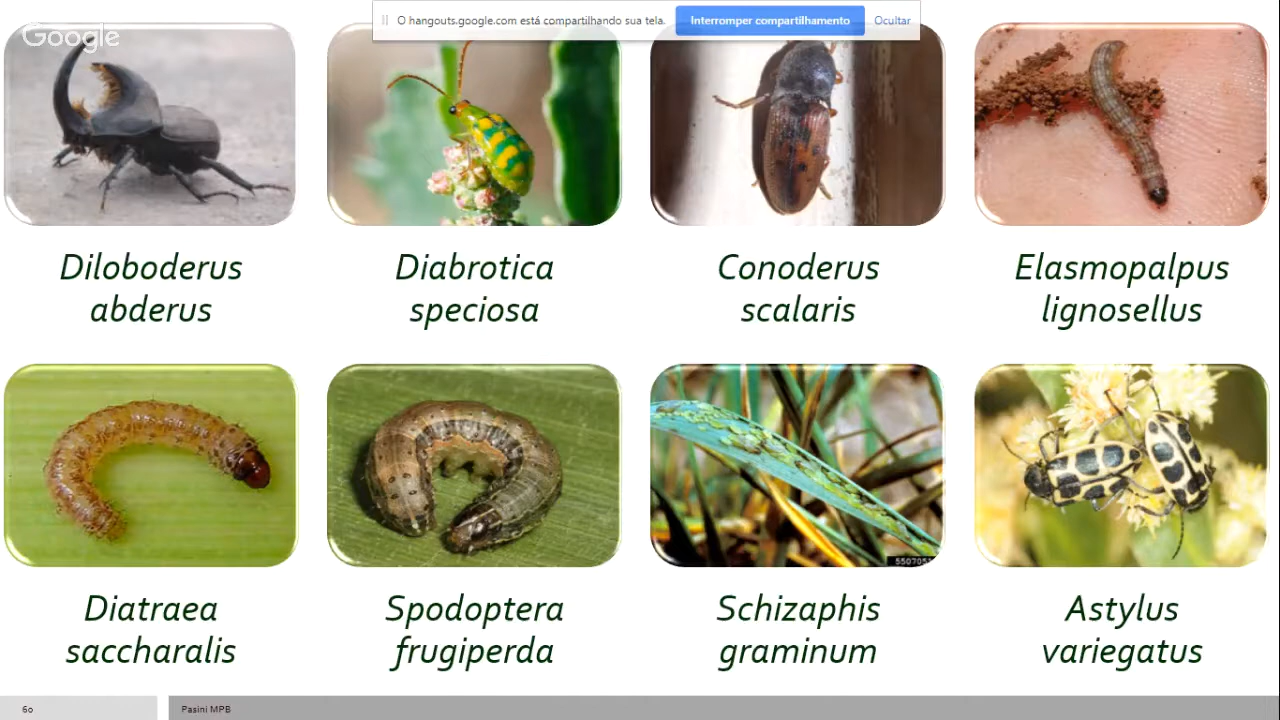 O hangouts.google.com está compartilhando sua tela.
Interromper compartilhamento
Ocultar
Google
Diloboderus
abderus
Diabrotica
speciosa
Conoderus
scalaris
Elasmopalpus
lignosellus
Diatraea
saccharalis
Spodoptera
frugiperda
Schizaphis
graminum
Astylus
variegatus
60
Pasini MPB